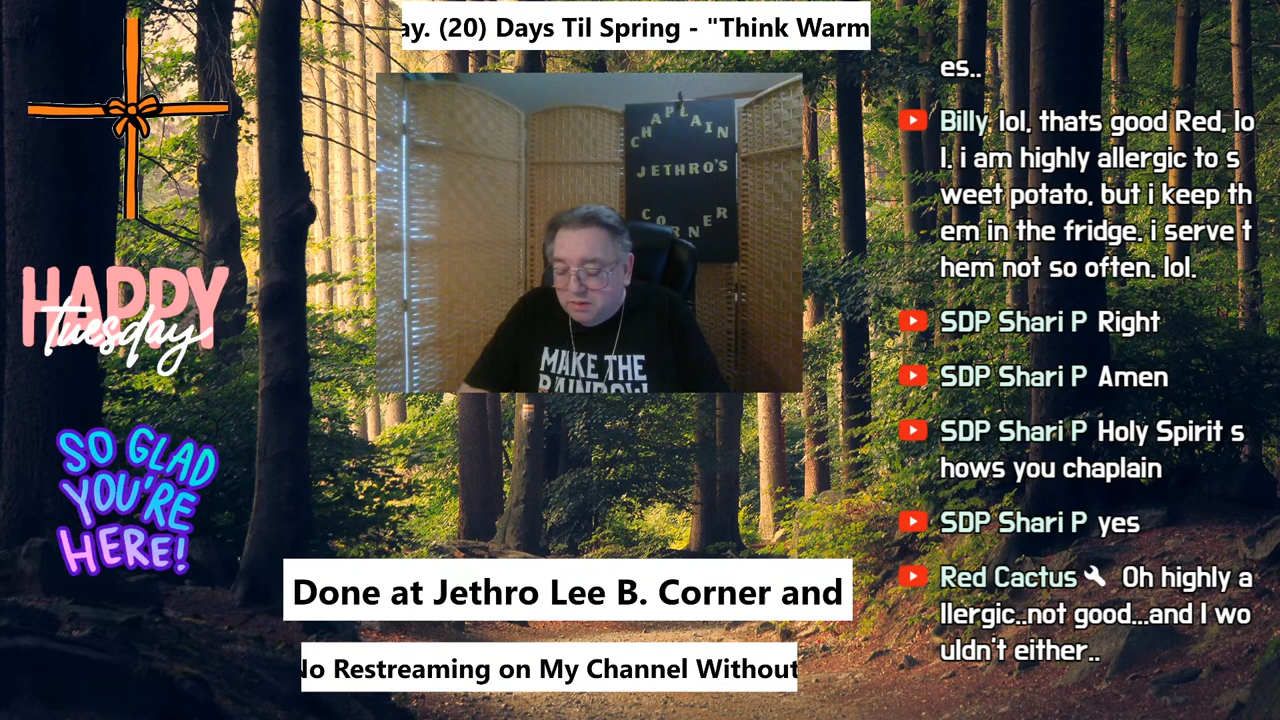 ay. (20) Days Til Spring - "Think Warm
CHAPLAIN
JETHRO'S
CORNER
MAKE THE
RAINBOW
HAPPY
Tuesday
SO GLAD
YOU'RE
HERE!
Done at Jethro Lee B. Corner and
No Restreaming on My Channel Without
es..
Billy lol, thats good Red, lo
l. i am highly allergic to s
weet potato, but i keep th
em in the fridge. i serve t
hem not so often. lol.
SDP Shari P Right
SDP Shari P Amen
SDP Shari P Holy Spirit s
hows you chaplain
SDP Shari P yes
Red Cactus Oh highly a
llergic..not good...and I wo
uldn't either..